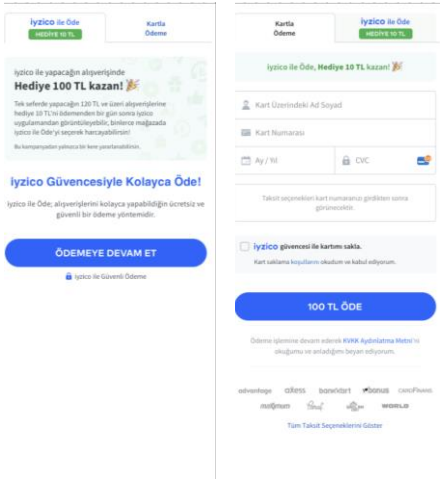 iyzico ile Öde
HEDİYE 10 TL
Kartla
Ödeme
iyzico ile yapacağın alışverişinde
Hediye 100 TL kazan!
Tek seferde yapacağın 120 TL ve üzeri alışverişlerine
hediye 10 TL'ni ödemenden bir gün sonra iyzico
uygulamandan görüntüleyebilir, binlerce mağazada
iyzico ile Öde'yi seçerek harcayabilirsin!
Bu kampanyadan yalnızca bir kere yararlanabilirsin.
iyzico Güvencesiyle Kolayca Öde!
iyzico ile Öde; alışverişlerini kolayca yapabildiğin ücretsiz ve
güvenli bir ödeme yöntemidir.
ÖDEMEYE DEVAM ET
iyzico ile Güvenli Ödeme
Kartla
Ödeme
iyzico ile Öde
HEDİYE 10 TL
iyzico ile Öde, Hediye 10 TL kazan!
Kart Üzerindeki Ad Soyad
Kart Numarası
Ay / Yıl
CVC
Taksit seçenekleri kart numaranızı girdikten sonra
görünecektir.
iyzico güvencesi ile kartımı sakla.
Kart saklama koşullarını okudum ve kabul ediyorum.
100 TL ÖDE
Ödeme işlemine devam ederek KVKK Aydınlatma Metni'ni
okuduğumu ve anladığımı beyan ediyorum.
advantage axess bankkart bonus CARDFINANS
maximum WORLD
Tüm Taksit Seçeneklerini Göster